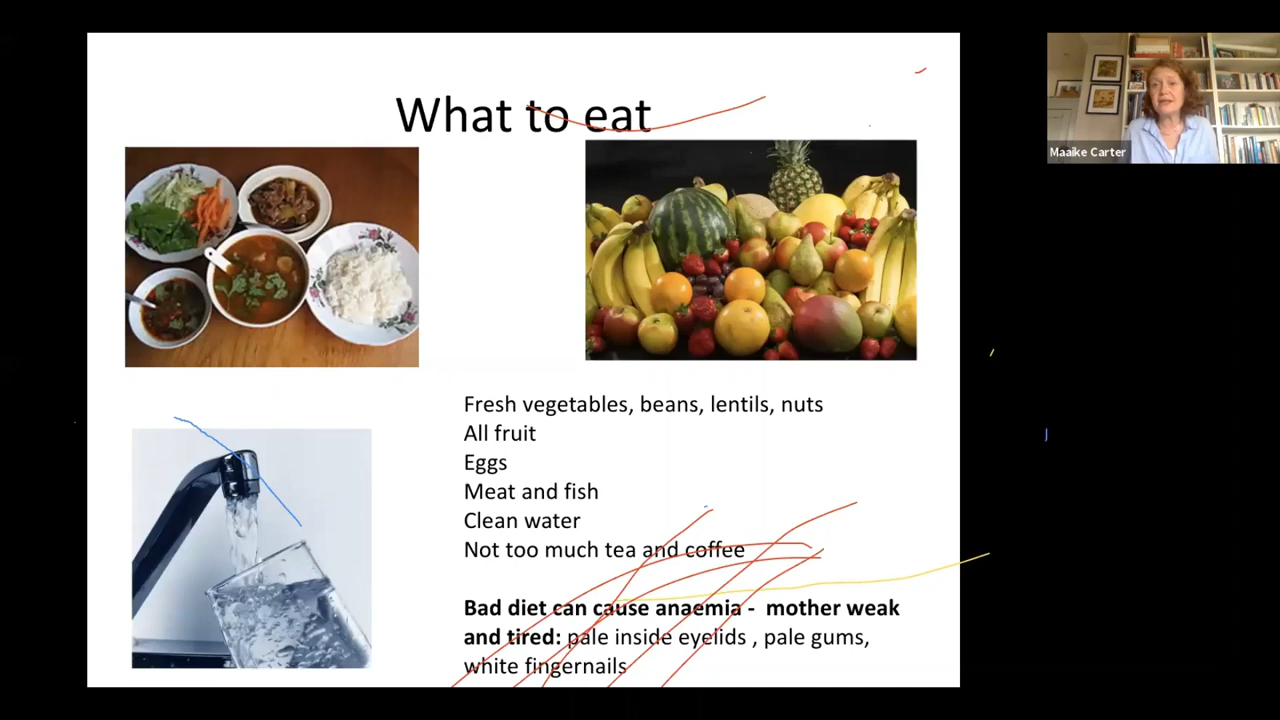 What to eat
Maaike Carter
Fresh vegetables, beans, lentils, nuts
All fruit
Eggs
Meat and fish
Clean water
Not too much tea and coffee
Bad diet can cause anaemia -  mother weak
and tired: pale inside eyelids , pale gums,
white fingernails